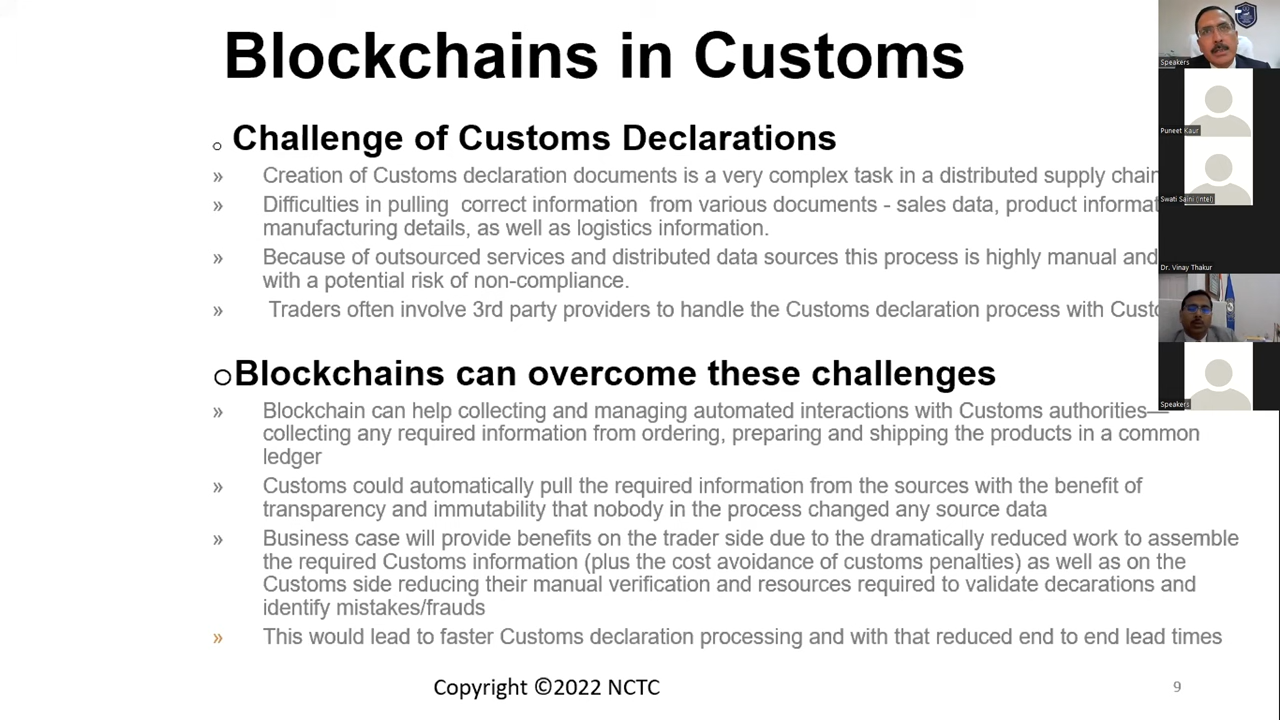 Blockchains in Customs
Challenge of Customs Declarations
» Creation of Customs declaration documents is a very complex task in a distributed supply chain
» Difficulties in pulling correct information from various documents - sales data, product informat
manufacturing details, as well as logistics information.
» Because of outsourced services and distributed data sources this process is highly manual and
with a potential risk of non-compliance.
» Traders often involve 3rd party providers to handle the Customs declaration process with Custo
Blockchains can overcome these challenges
» Blockchain can help collecting and managing automated interactions with Customs authorities—
collecting any required information from ordering, preparing and shipping the products in a common
ledger
» Customs could automatically pull the required information from the sources with the benefit of
transparency and immutability that nobody in the process changed any source data
» Business case will provide benefits on the trader side due to the dramatically reduced work to assemble
the required Customs information (plus the cost avoidance of customs penalties) as well as on the
Customs side reducing their manual verification and resources required to validate decarations and
identify mistakes/frauds
» This would lead to faster Customs declaration processing and with that reduced end to end lead times
Copyright ©2022 NCTC
9
Speakers
Puneet Kaur
Swati Saini (Intel)
Dr. Vinay Thakur
Speakers